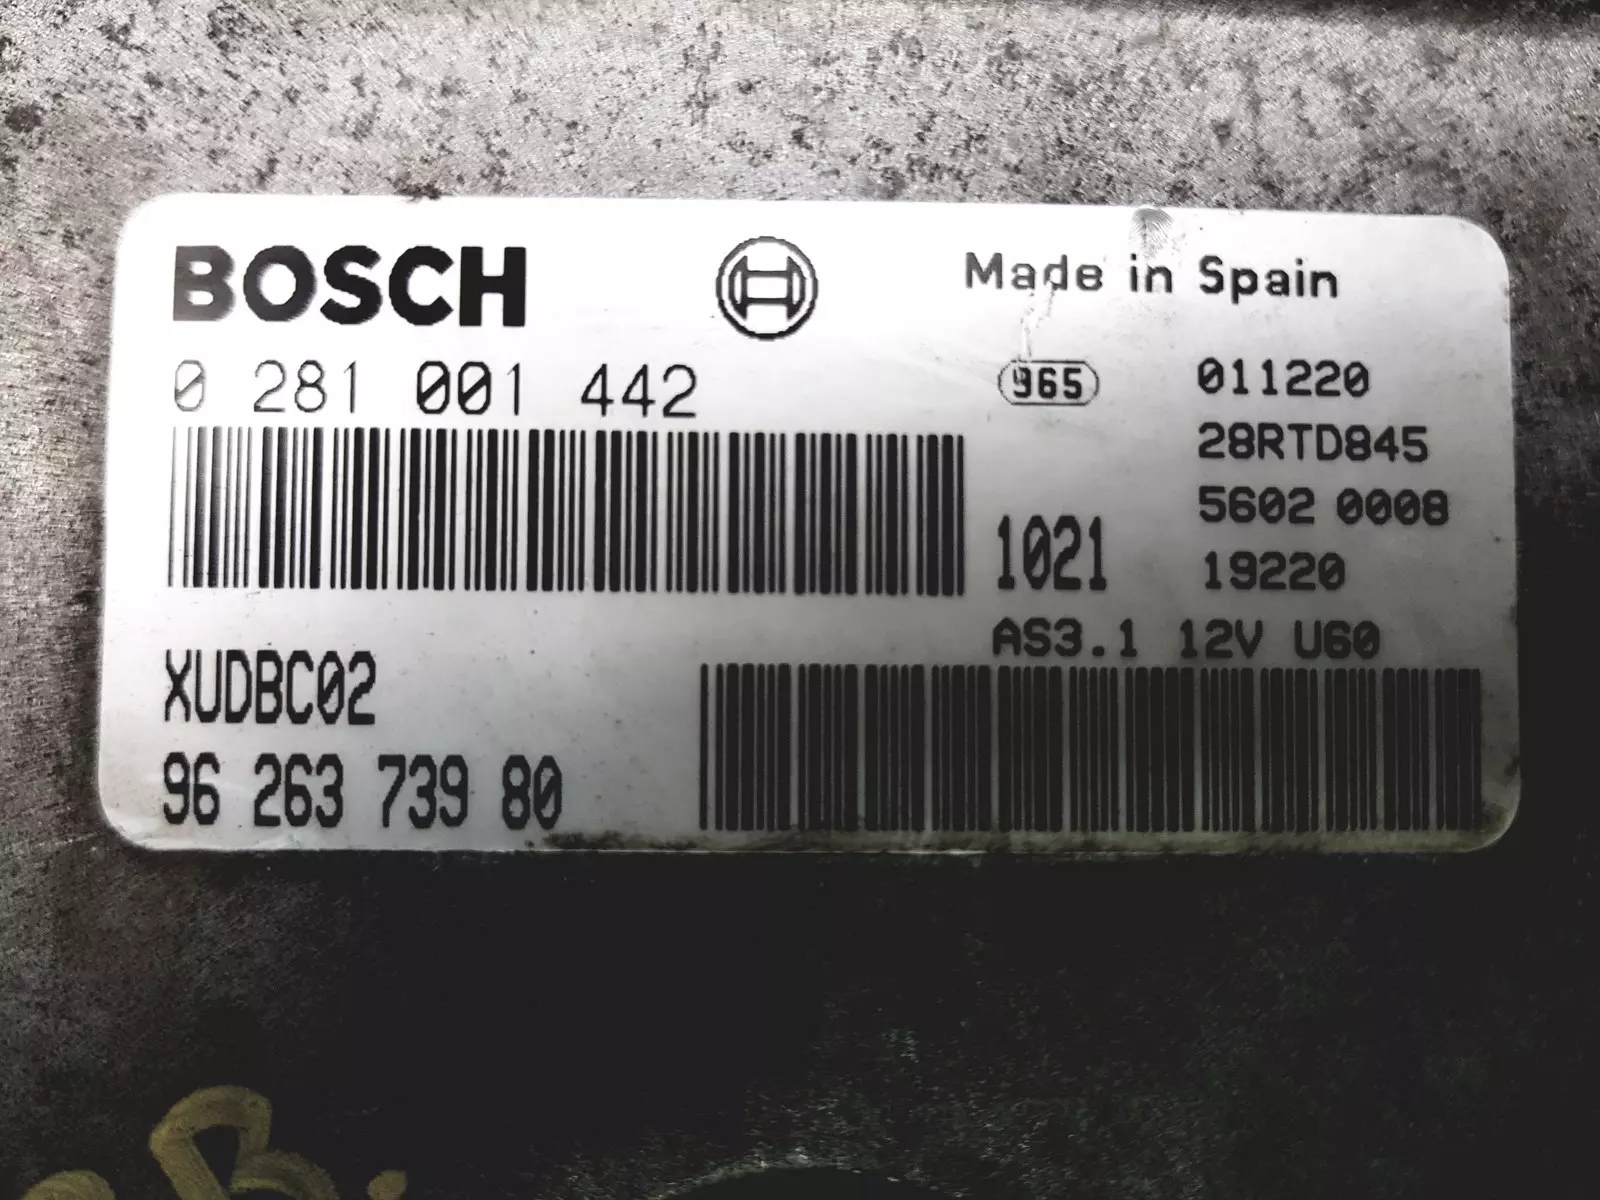 BOSCH
Made in Spain
0 281 001 442
965
011220
28RTD845
5602 0008
1021
19220
AS3.1 12V U60
XUDBC02
96 263 739 80